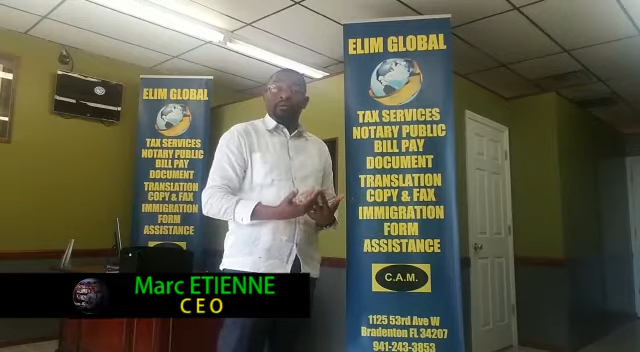 ELIM GLOBAL
TAX SERVICES
NOTARY PUBLIC
BILL PAY
DOCUMENT
TRANSLATION
COPY & FAX
IMMIGRATION
FORM
ASSISTANCE
ELIM GLOBAL
TAX SERVICES
NOTARY PUBLIC
BILL PAY
DOCUMENT
TRANSLATION
COPY & FAX
IMMIGRATION
FORM
ASSISTANCE
C.A.M.
1125 53rd Ave W
Bradenton FL 34207
941-243-3853
Marc ETIENNE
CEO